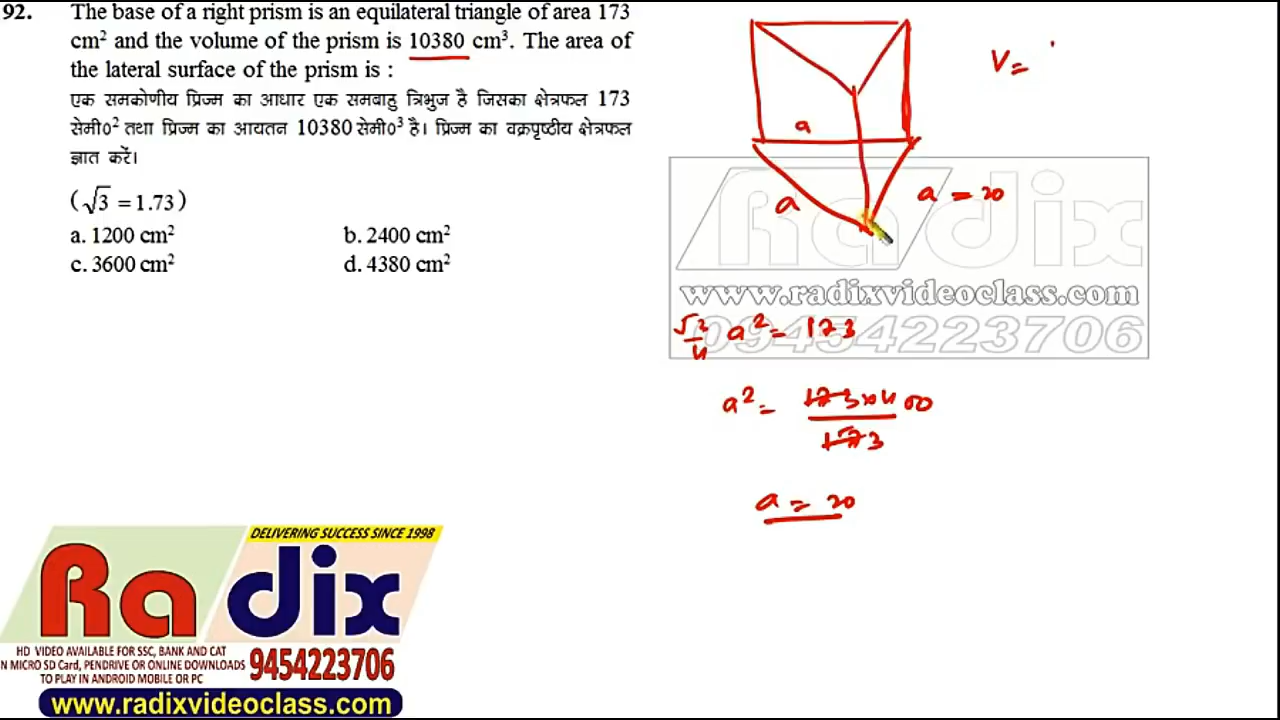 92. The base of a right prism is an equilateral triangle of area 173
cm² and the volume of the prism is 10380 cm³. The area of
the lateral surface of the prism is :
एक समकोणीय प्रिज्म का आधार एक समबाहु त्रिभुज है जिसका क्षेत्रफल 173
सेमी0² तथा प्रिज्म का आयतन 10380 सेमी0³ है। प्रिज्म का वक्रपृष्ठीय क्षेत्रफल
ज्ञात करें।
(√3 = 1.73)
a. 1200 cm² b. 2400 cm²
c. 3600 cm² d. 4380 cm²
V =
a
a
a = 20
Radix
www.radixvideoclass.com
09454223706
√3/4 a² = 173
a² = 173×400/173
a = 20
DELIVERING SUCCESS SINCE 1998
Radix
HD VIDEO AVAILABLE FOR SSC, BANK AND CAT
N MICRO SD Card, PENDRIVE OR ONLINE DOWNLOADS
TO PLAY IN ANDROID MOBILE OR PC
9454223706
www.radixvideoclass.com